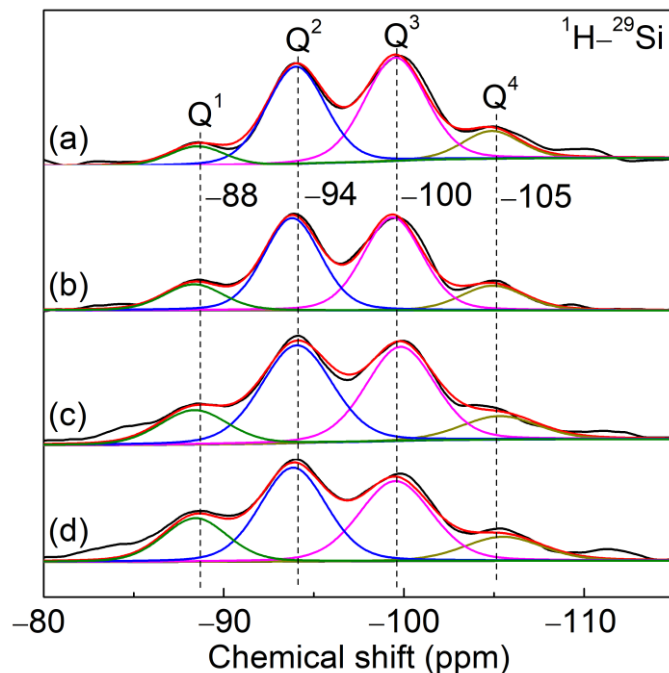 Q¹ Q² Q³ Q⁴ ¹H–²⁹Si
(a)
–88 –94 –100 –105
(b)
(c)
(d)
–80 –90 –100 –110
Chemical shift (ppm)